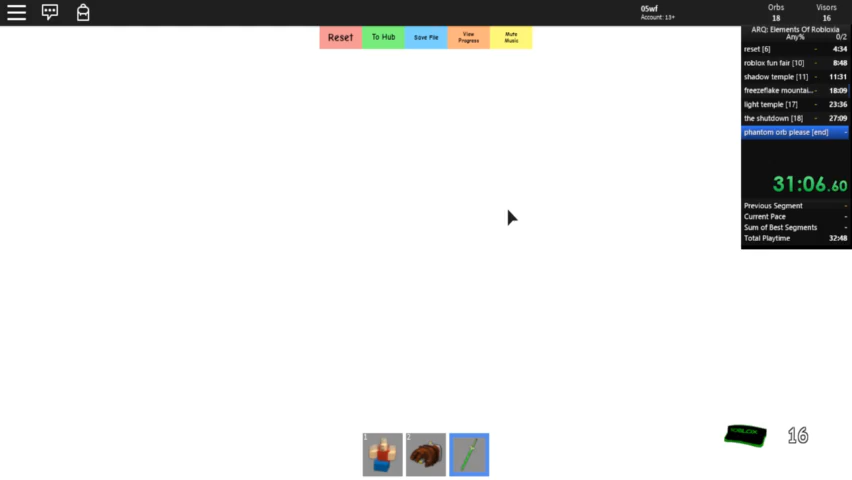 05wf
Account: 13+
Orbs
18
Visors
16
Reset
To Hub
Save File
View
Progress
Mute
Music
ARQ: Elements Of Robloxia
Any% 0/2
reset [6] - 4:34
roblox fun fair [10] - 8:48
shadow temple [11] - 11:31
freezeflake mountai... - 18:09
light temple [17] - 23:36
the shutdown [18] - 27:09
phantom orb please [end] -
31:06.60
Previous Segment -
Current Pace -
Sum of Best Segments -
Total Playtime 32:48
16
1
2